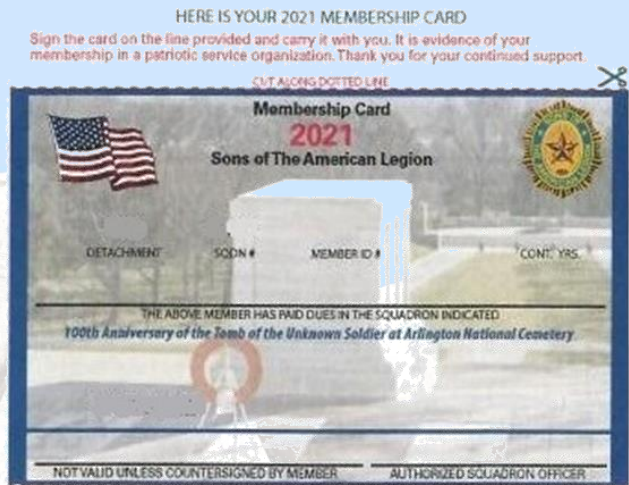 HERE IS YOUR 2021 MEMBERSHIP CARD
Sign the card on the line provided and carry it with you. It is evidence of your
membership in a patriotic service organization. Thank you for your continued support.
CUT ALONG DOTTED LINE
Membership Card
2021
Sons of The American Legion
DETACHMENT SQDN # MEMBER ID # CONT. YRS.
THE ABOVE MEMBER HAS PAID DUES IN THE SQUADRON INDICATED
100th Anniversary of the Tomb of the Unknown Soldier at Arlington National Cemetery
NOT VALID UNLESS COUNTERSIGNED BY MEMBER AUTHORIZED SQUADRON OFFICER